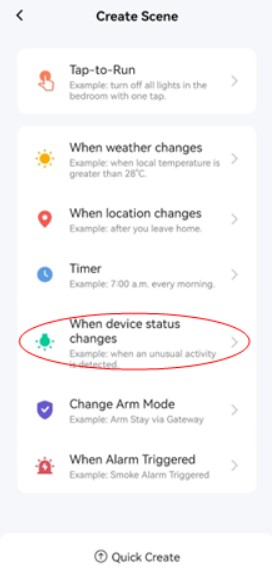 Create Scene
Tap-to-Run
Example: turn off all lights in the
bedroom with one tap.
When weather changes
Example: when local temperature is
greater than 28°C.
When location changes
Example: after you leave home.
Timer
Example: 7:00 a.m. every morning.
When device status
changes
Example: when an unusual activity
is detected.
Change Arm Mode
Example: Arm Stay via Gateway
When Alarm Triggered
Example: Smoke Alarm Triggered
Quick Create